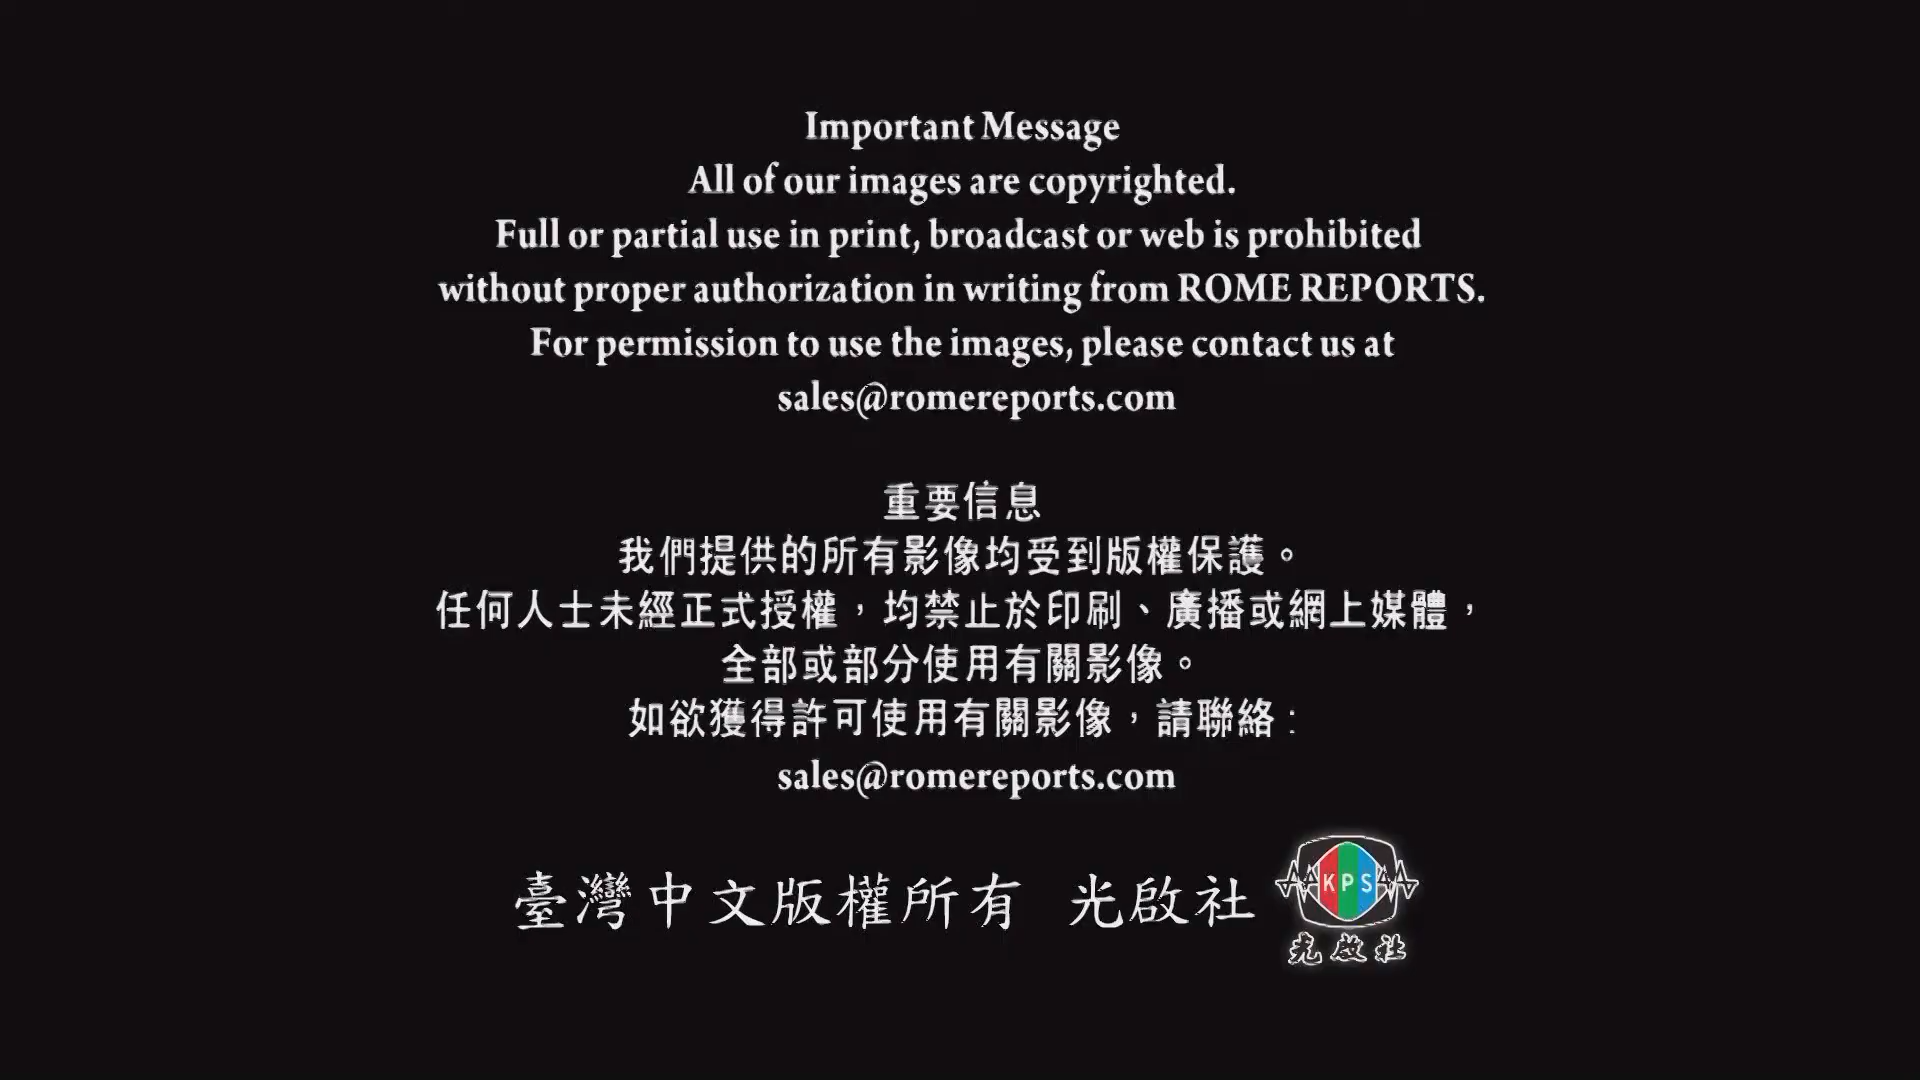 Important Message
All of our images are copyrighted.
Full or partial use in print, broadcast or web is prohibited
without proper authorization in writing from ROME REPORTS.
For permission to use the images, please contact us at
sales@romereports.com
重要信息
我們提供的所有影像均受到版權保護。
任何人士未經正式授權，均禁止於印刷、廣播或網上媒體，
全部或部分使用有關影像。
如欲獲得許可使用有關影像，請聯絡：
sales@romereports.com
臺灣中文版權所有 光啟社
KPS
光啟社